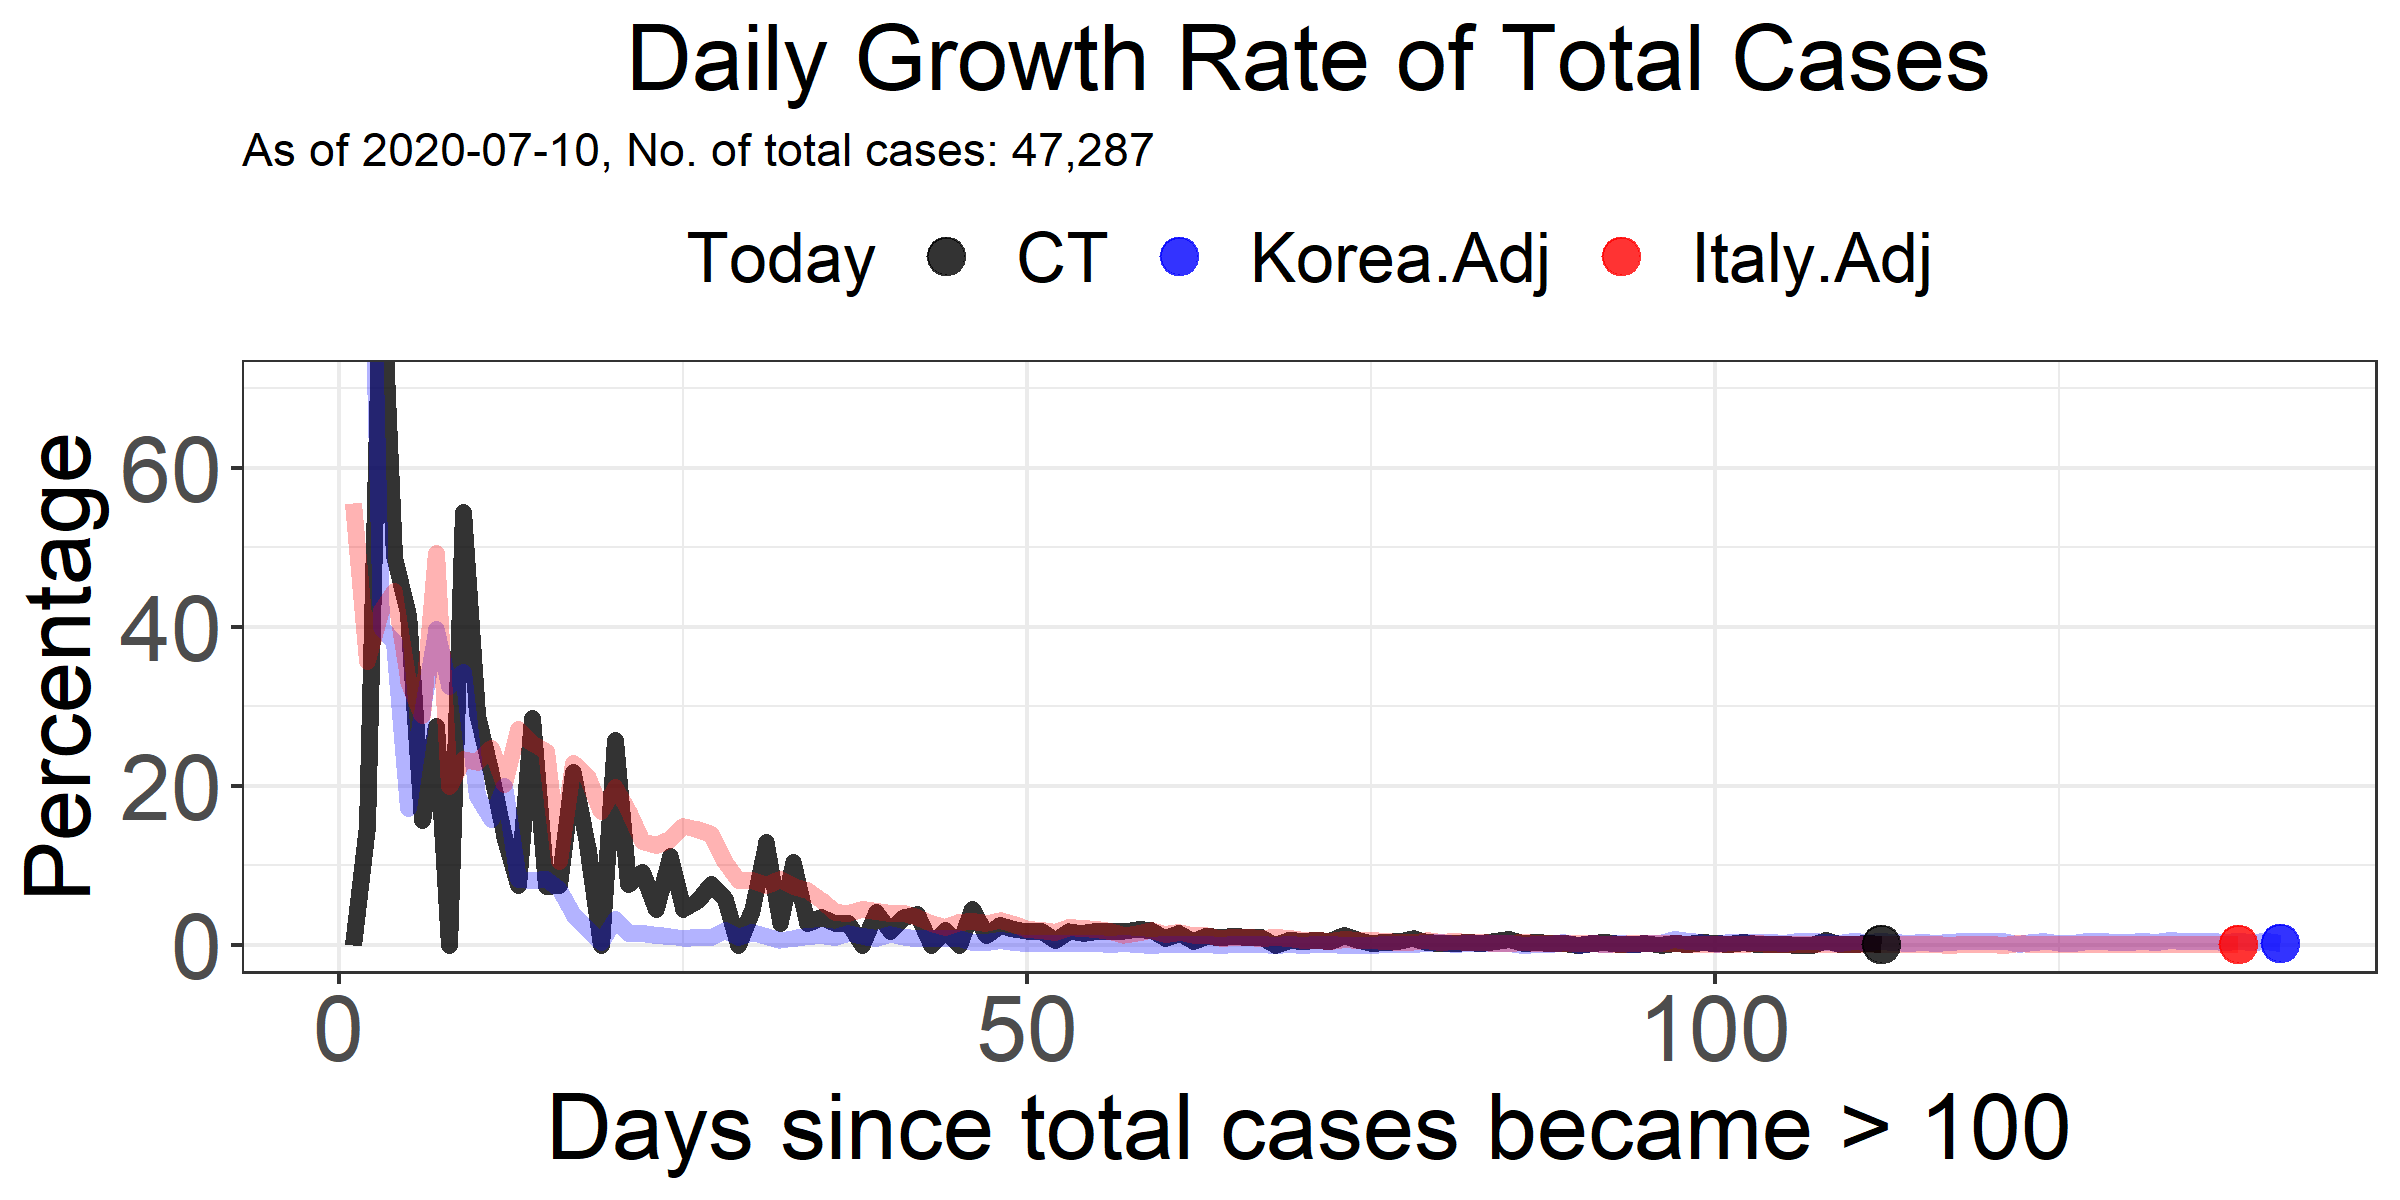 Daily Growth Rate of Total Cases
As of 2020-07-10, No. of total cases: 47,287
Today CT Korea.Adj Italy.Adj
Percentage
60
40
20
0
0 50 100
Days since total cases became > 100